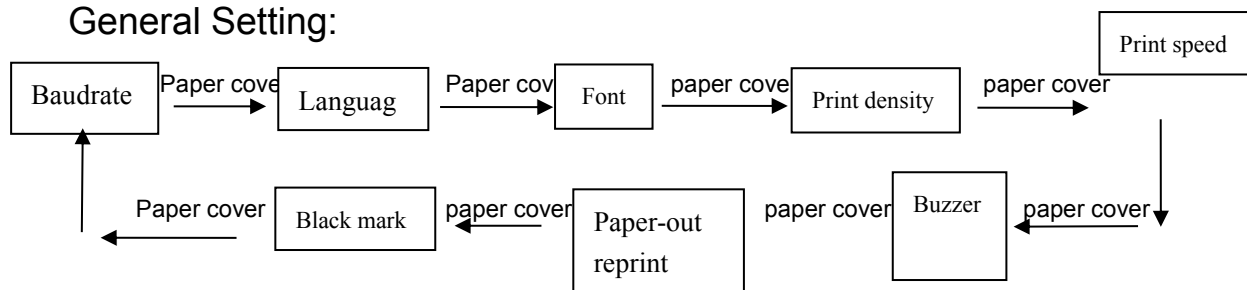 General Setting:
Print speed
Baudrate
Paper cove
Languag
Paper cov
Font
paper cove
Print density
paper cover
Paper cover
Black mark
paper cover
Paper-out
reprint
paper cover
Buzzer
paper cover